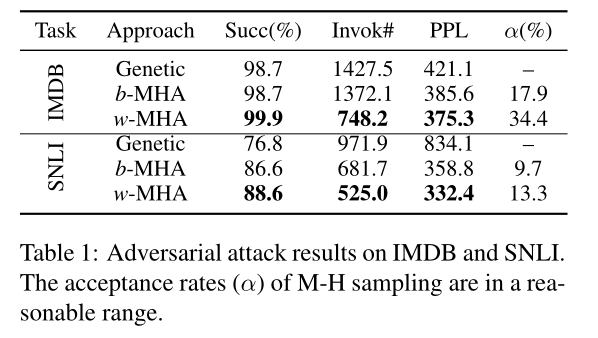 Task Approach Succ(%) Invok# PPL α(%)
IMDB
Genetic 98.7 1427.5 421.1 –
b-MHA 98.7 1372.1 385.6 17.9
w-MHA 99.9 748.2 375.3 34.4
SNLI
Genetic 76.8 971.9 834.1 –
b-MHA 86.6 681.7 358.8 9.7
w-MHA 88.6 525.0 332.4 13.3
Table 1: Adversarial attack results on IMDB and SNLI.
The acceptance rates (α) of M-H sampling are in a rea-
sonable range.